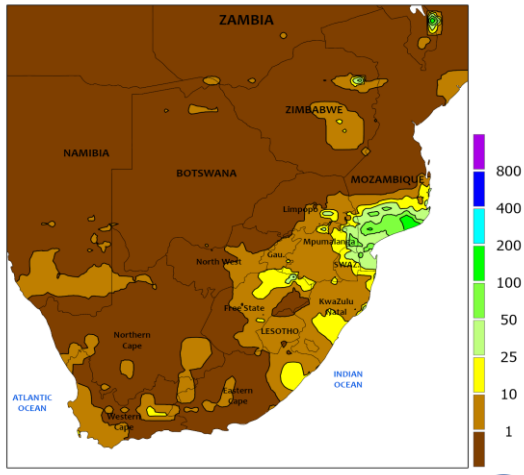 ZAMBIA
ZIMBABWE
NAMIBIA
BOTSWANA
MOZAMBIQUE
Limpopo
Mpumalanga
Gau.
North West
SWAZ.
KwaZulu
Natal
Free State
LESOTHO
Northern
Cape
Eastern
Cape
Western
Cape
ATLANTIC
OCEAN
INDIAN
OCEAN
800
400
200
100
50
25
10
1